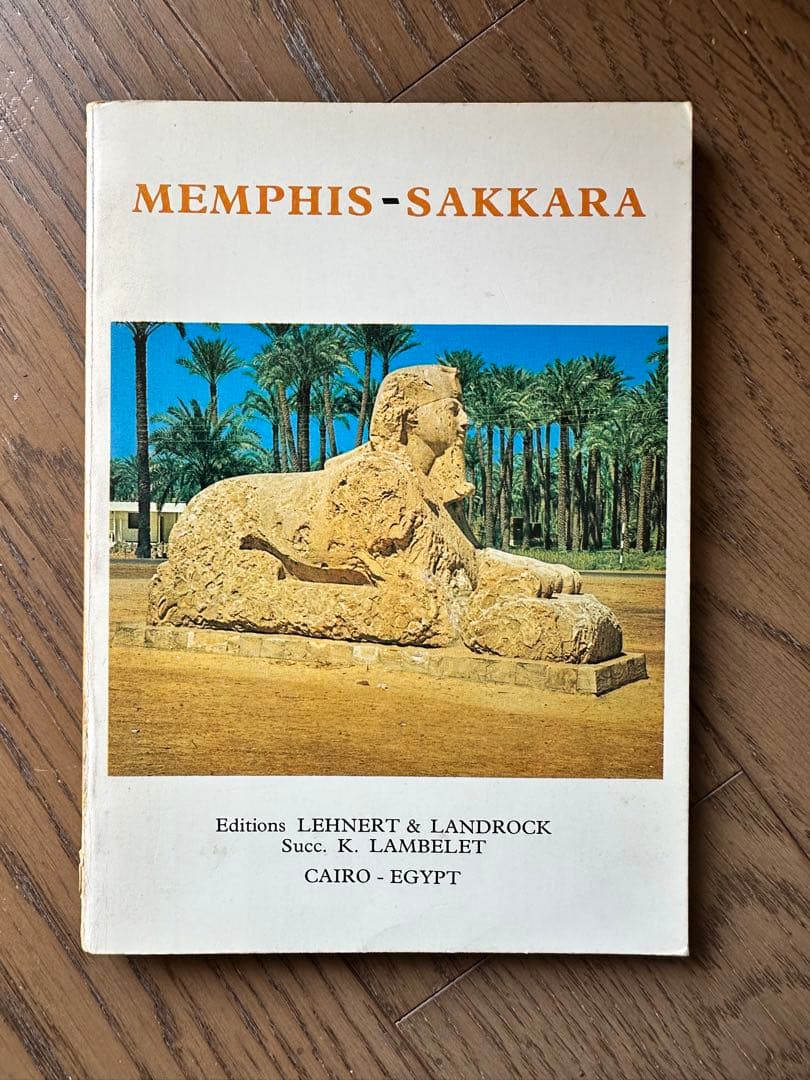 MEMPHIS-SAKKARA
Editions LEHNERT & LANDROCK
Succ. K. LAMBELET
CAIRO - EGYPT